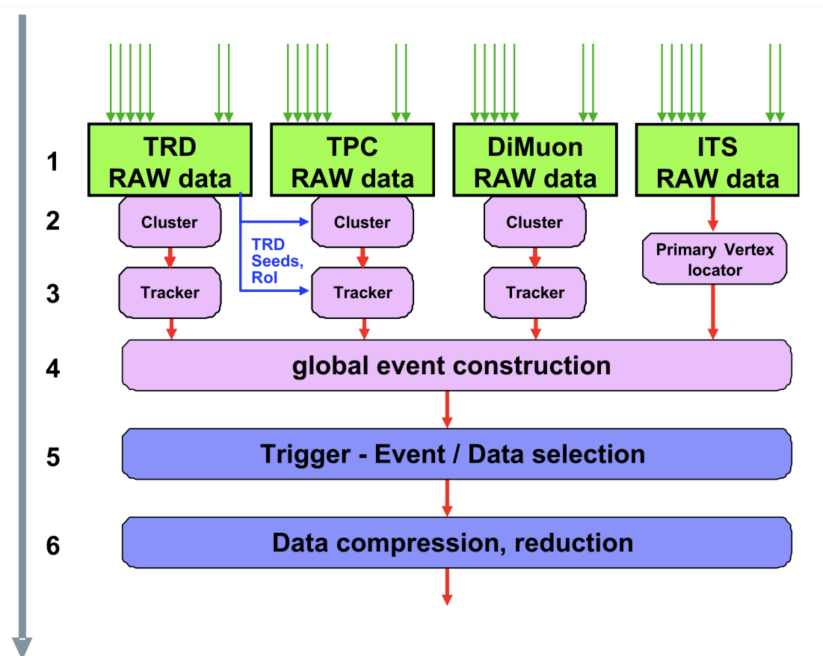 1
TRD
RAW data
TPC
RAW data
DiMuon
RAW data
ITS
RAW data
2
Cluster
Cluster
Cluster
TRD
Seeds,
RoI
Primary Vertex
locator
3
Tracker
Tracker
Tracker
4
global event construction
5
Trigger - Event / Data selection
6
Data compression, reduction